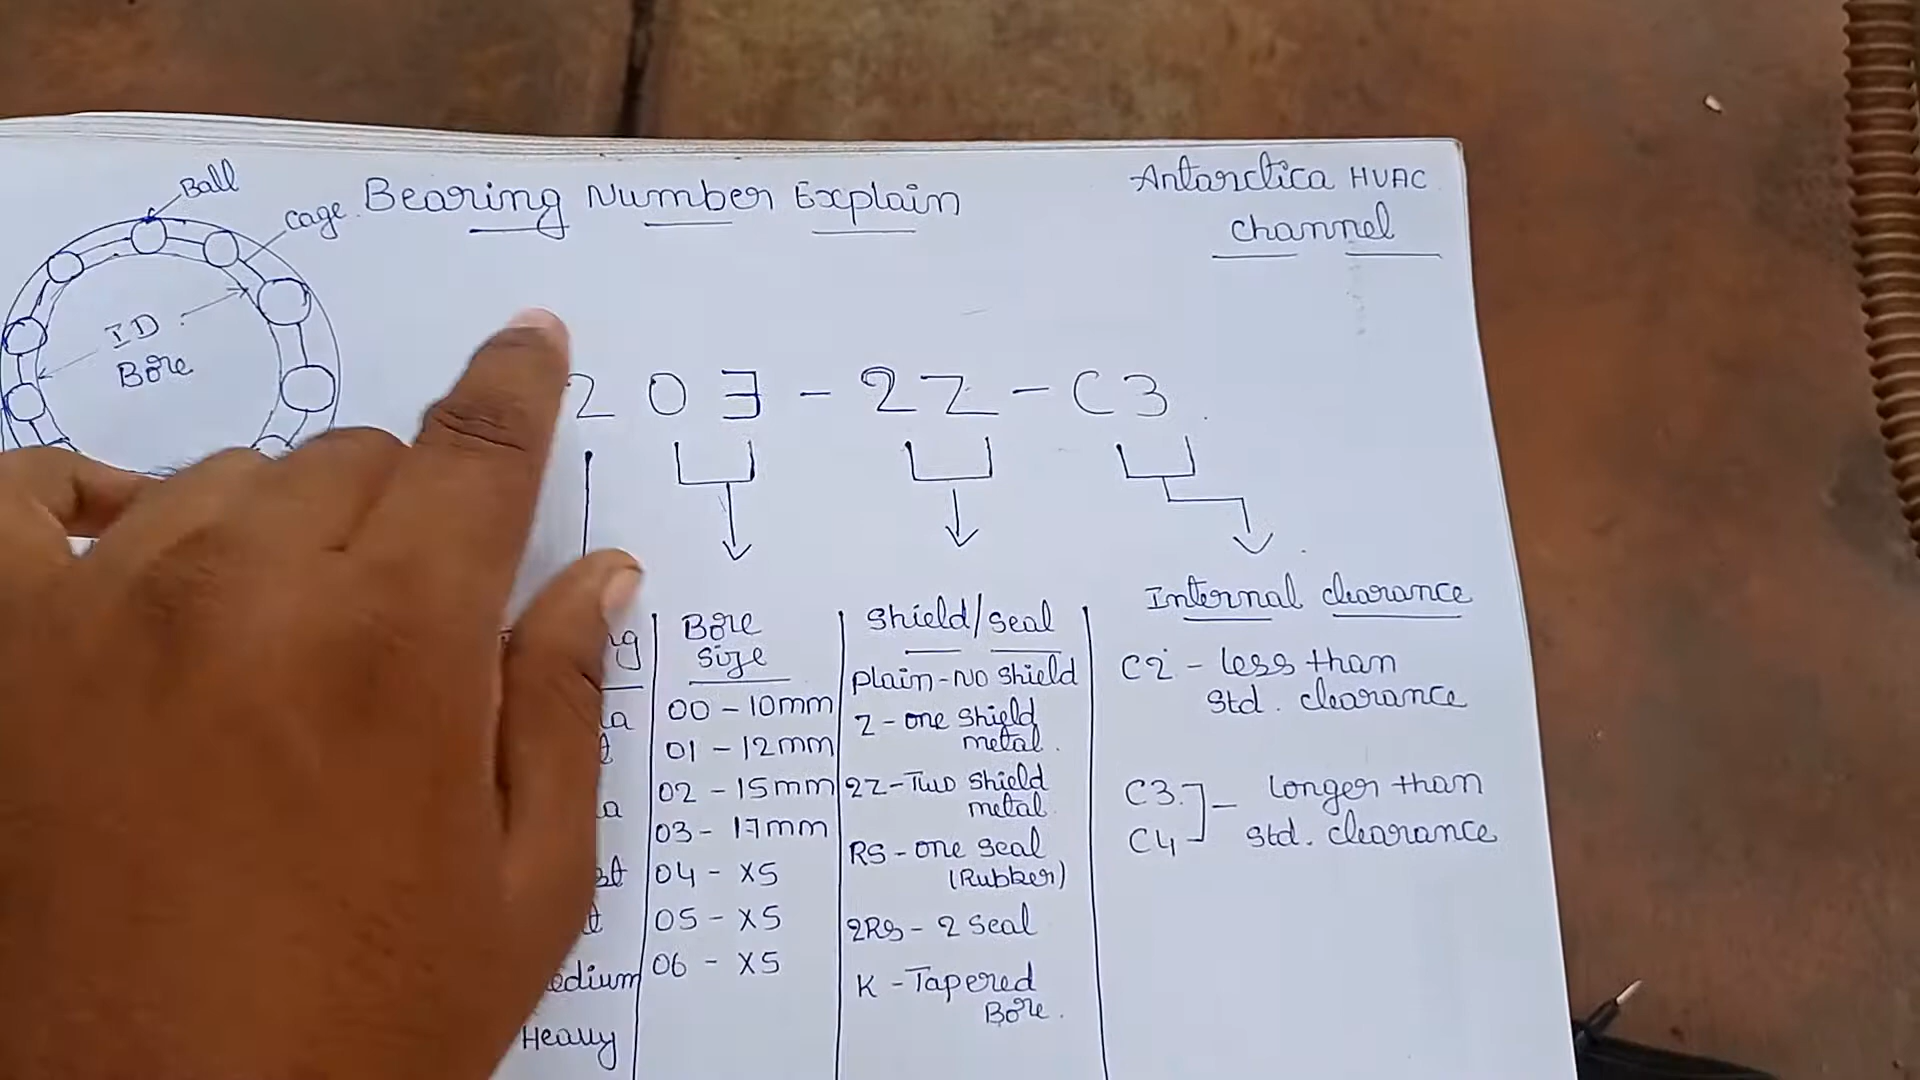 Ball
cage
Bearing Number Explain
Antarctica HVAC
channel
ID
Bore
203-2Z-C3
Bore
Size
00 - 10mm
01 - 12mm
02 - 15mm
03 - 17mm
04 - X5
05 - X5
06 - X5
Shield/Seal
Plain-No Shield
Z - one Shield
metal.
2Z-Two Shield
metal.
RS - one Seal
(Rubber)
2RS - 2 Seal
K - Tapered
Bore.
Internal clearance
C2 - less than
Std. clearance
C3
C4 - longer than
Std. clearance
Heavy